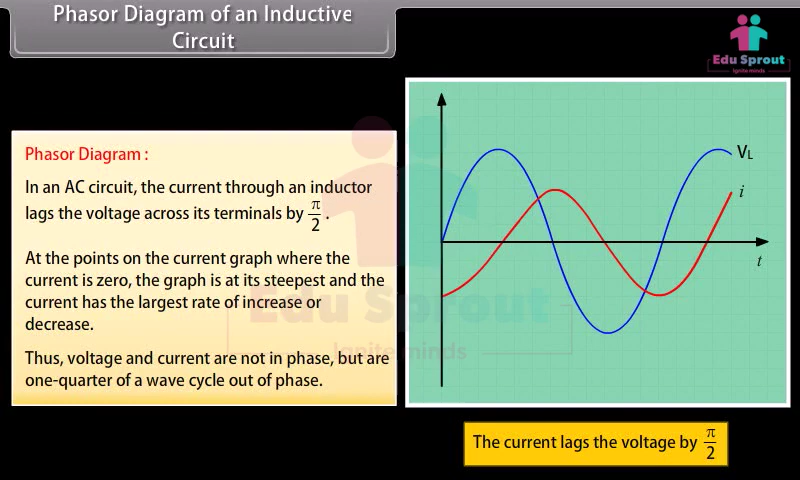 Phasor Diagram of an Inductive
Circuit
Edu Sprout
Ignite minds
Phasor Diagram :
In an AC circuit, the current through an inductor
lags the voltage across its terminals by π/2 .
At the points on the current graph where the
current is zero, the graph is at its steepest and the
current has the largest rate of increase or
decrease.
Thus, voltage and current are not in phase, but are
one-quarter of a wave cycle out of phase.
VL
i
t
Edu Sprout
Ignite minds
The current lags the voltage by π/2